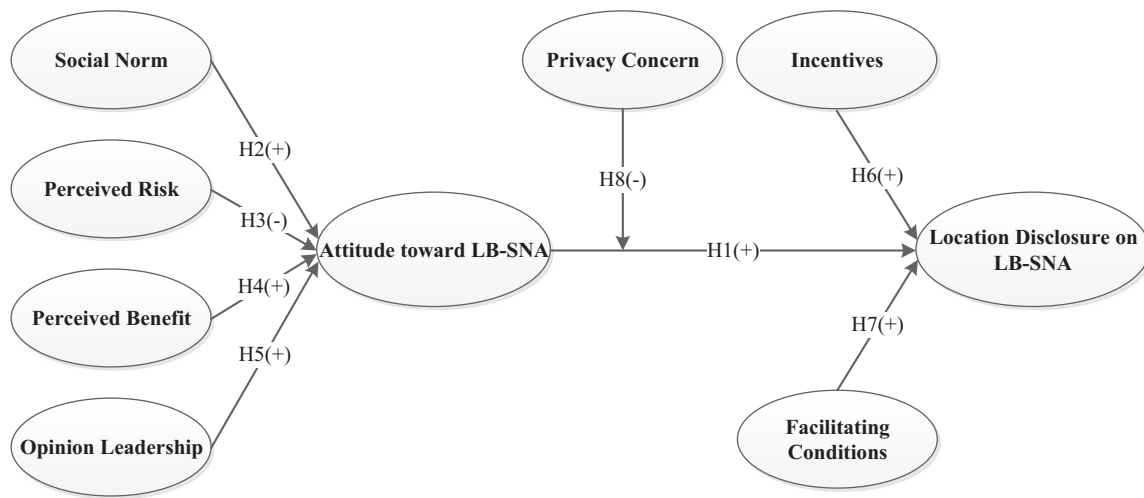 Social Norm
Privacy Concern
Incentives
H2(+)
Perceived Risk
H8(-)
H6(+)
H3(-)
Attitude toward LB-SNA
H1(+)
Location Disclosure on
LB-SNA
H4(+)
Perceived Benefit
H7(+)
H5(+)
Opinion Leadership
Facilitating
Conditions